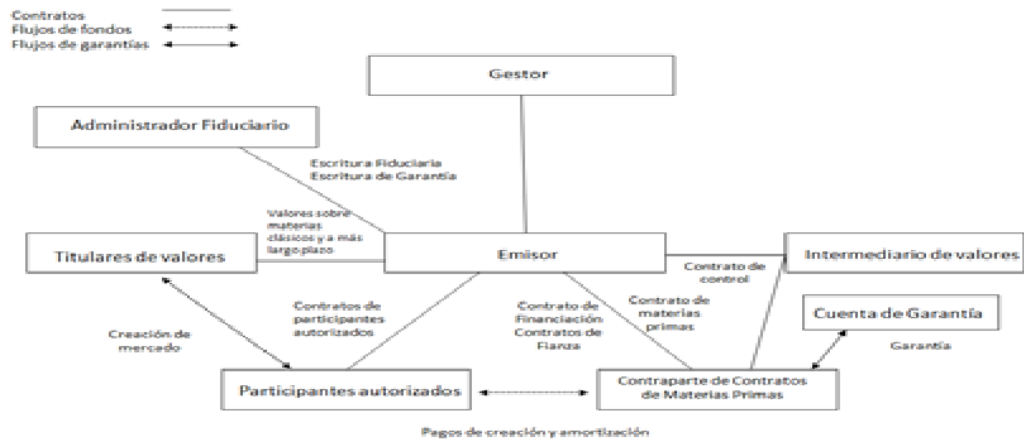 Contratos
Flujos de fondos
Flujos de garantías
Gestor
Administrador Fiduciario
Escritura Fiduciaria
Escritura de Garantía
Valores sobre
materias
clásicos y a más
largo plazo
Titulares de valores
Emisor
Intermediario de valores
Contrato de
control
Contratos de
participantes
autorizados
Contrato de
Financiación
Contratos de
Fianza
Contrato de
materias
primas
Cuenta de Garantía
Creación de
mercado
Garantía
Participantes autorizados
Contraparte de Contratos
de Materias Primas
Pagos de creación y amortización